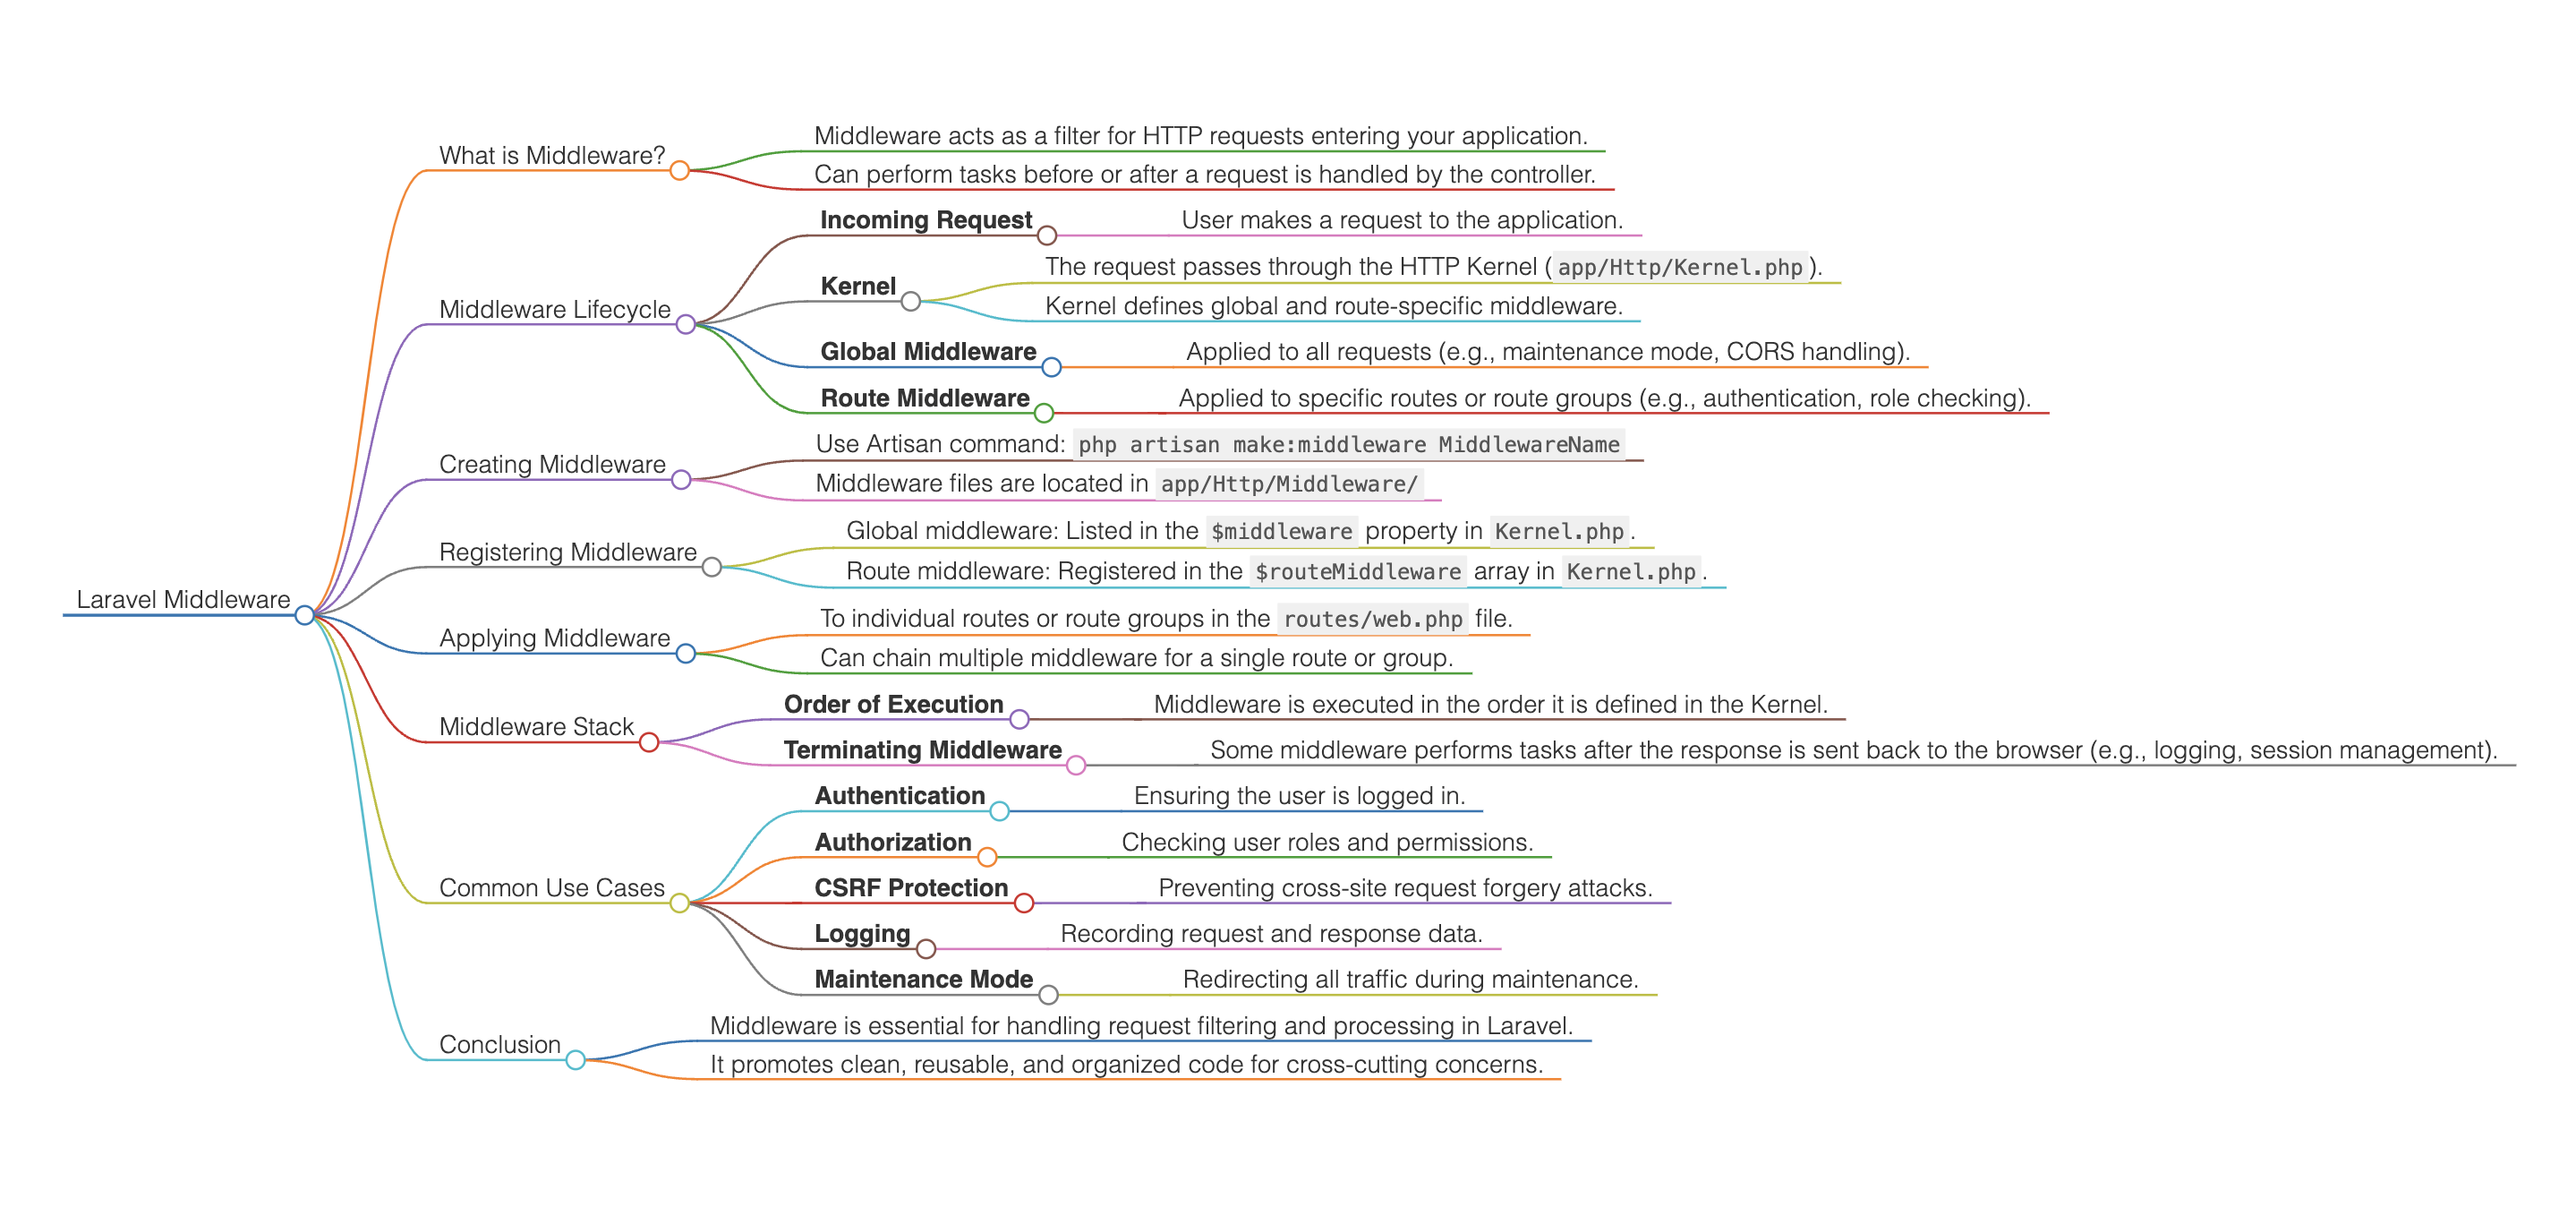 Laravel Middleware
What is Middleware?
Middleware acts as a filter for HTTP requests entering your application.
Can perform tasks before or after a request is handled by the controller.
Middleware Lifecycle
Incoming Request
User makes a request to the application.
Kernel
The request passes through the HTTP Kernel (app/Http/Kernel.php).
Kernel defines global and route-specific middleware.
Global Middleware
Applied to all requests (e.g., maintenance mode, CORS handling).
Route Middleware
Applied to specific routes or route groups (e.g., authentication, role checking).
Creating Middleware
Use Artisan command: php artisan make:middleware MiddlewareName
Middleware files are located in app/Http/Middleware/
Registering Middleware
Global middleware: Listed in the $middleware property in Kernel.php.
Route middleware: Registered in the $routeMiddleware array in Kernel.php.
Applying Middleware
To individual routes or route groups in the routes/web.php file.
Can chain multiple middleware for a single route or group.
Middleware Stack
Order of Execution
Middleware is executed in the order it is defined in the Kernel.
Terminating Middleware
Some middleware performs tasks after the response is sent back to the browser (e.g., logging, session management).
Common Use Cases
Authentication
Ensuring the user is logged in.
Authorization
Checking user roles and permissions.
CSRF Protection
Preventing cross-site request forgery attacks.
Logging
Recording request and response data.
Maintenance Mode
Redirecting all traffic during maintenance.
Conclusion
Middleware is essential for handling request filtering and processing in Laravel.
It promotes clean, reusable, and organized code for cross-cutting concerns.